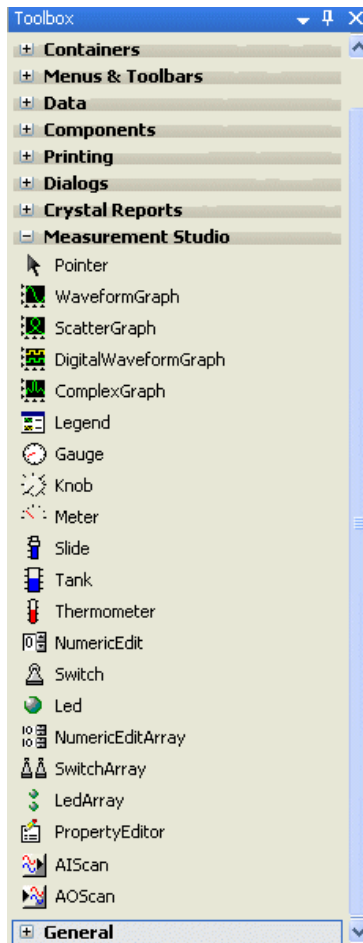 Toolbox
Containers
Menus & Toolbars
Data
Components
Printing
Dialogs
Crystal Reports
Measurement Studio
Pointer
WaveformGraph
ScatterGraph
DigitalWaveformGraph
ComplexGraph
Legend
Gauge
Knob
Meter
Slide
Tank
Thermometer
NumericEdit
Switch
Led
NumericEditArray
SwitchArray
LedArray
PropertyEditor
AIScan
AOScan
General